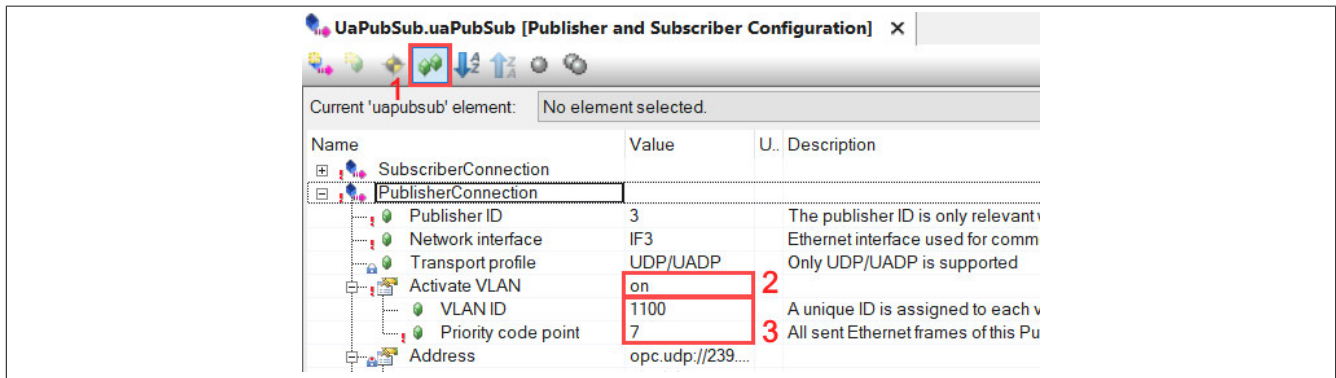 UaPubSub.uaPubSub [Publisher and Subscriber Configuration] X
1
Current 'uapubsub' element: No element selected.
Name Value U.. Description
SubscriberConnection
PublisherConnection
Publisher ID 3 The publisher ID is only relevant
Network interface IF3 Ethernet interface used for comm
Transport profile UDP/UADP Only UDP/UADP is supported
Activate VLAN on 2
VLAN ID 1100 A unique ID is assigned to each v
Priority code point 7 3 All sent Ethernet frames of this Pu
Address opc.udp://239....